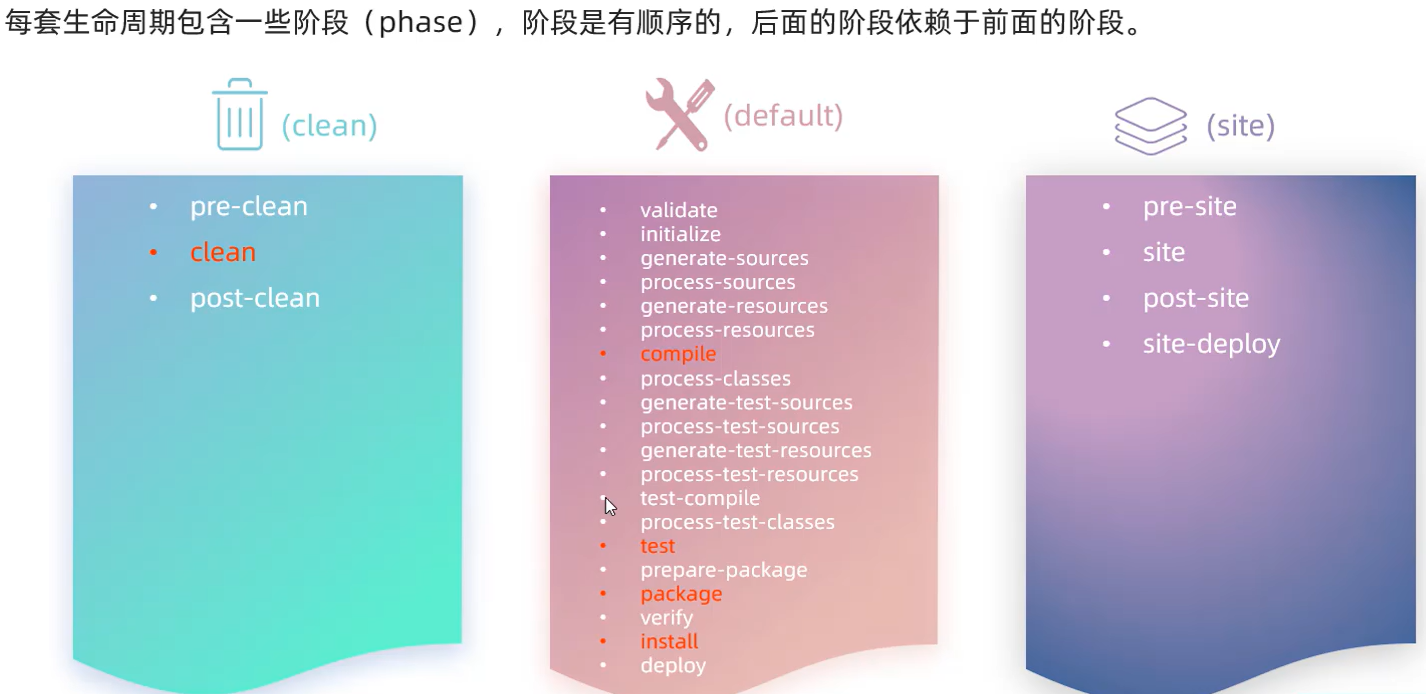 每套生命周期包含一些阶段（phase），阶段是有顺序的，后面的阶段依赖于前面的阶段。
(clean)
• pre-clean
• clean
• post-clean
(default)
• validate
• initialize
• generate-sources
• process-sources
• generate-resources
• process-resources
• compile
• process-classes
• generate-test-sources
• process-test-sources
• generate-test-resources
• process-test-resources
• test-compile
• process-test-classes
• test
• prepare-package
• package
• verify
• install
• deploy
(site)
• pre-site
• site
• post-site
• site-deploy